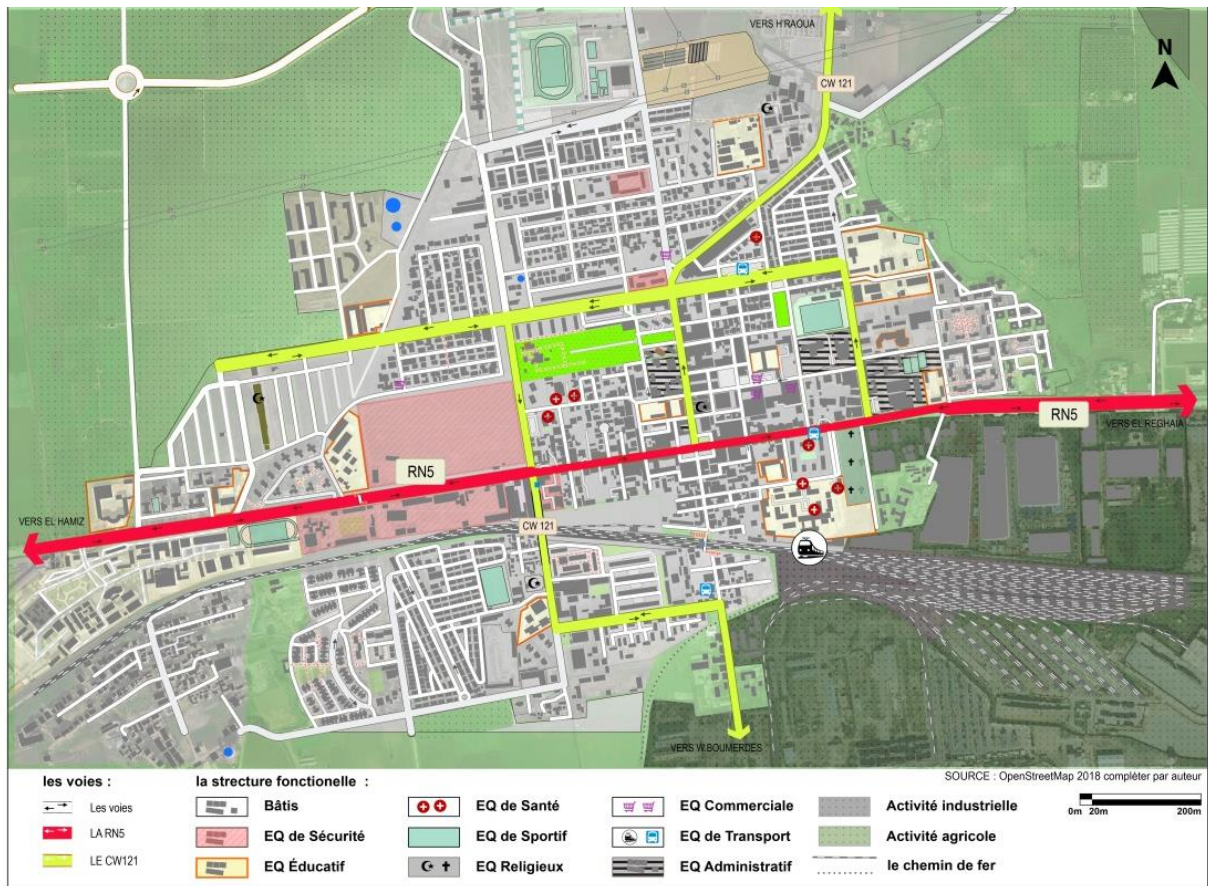 VERS H'RAOUA
N
CW 121
RN5
VERS EL REGHAIA
RN5
VERS EL HAMIZ
CW 121
VERS W.BOUMERDES
SOURCE : OpenStreetMap 2018 complèter par auteur
0m 20m 200m
les voies :
Les voies
LA RN5
LE CW121
la strecture fonctionelle :
Bâtis
EQ de Sécurité
EQ Éducatif
EQ de Santé
EQ de Sportif
EQ Religieux
EQ Commerciale
EQ de Transport
EQ Administratif
Activité industrielle
Activité agricole
le chemin de fer